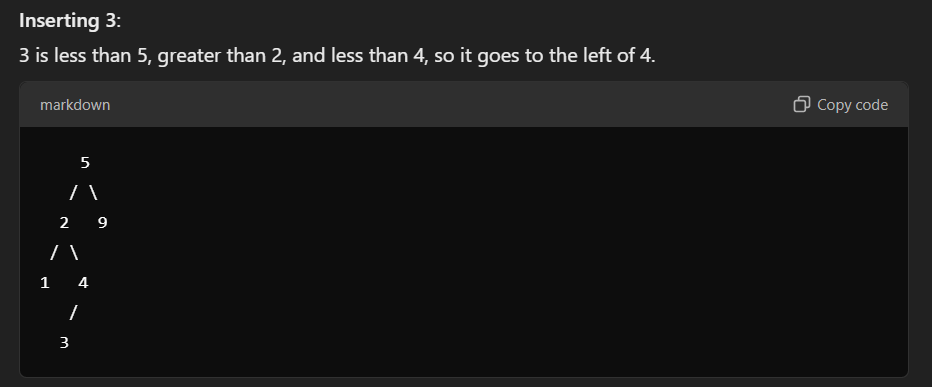 Inserting 3:
3 is less than 5, greater than 2, and less than 4, so it goes to the left of 4.
markdown Copy code
    5
   / \
  2   9
 / \
1   4
   /
  3